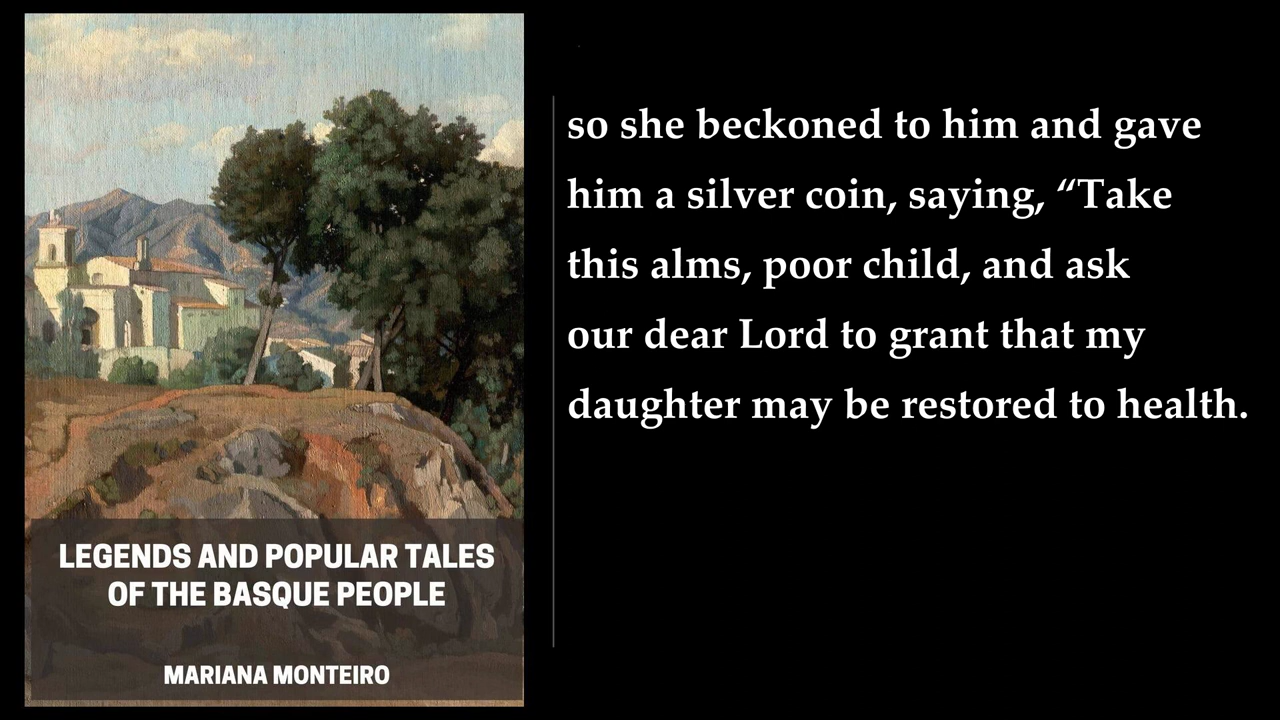 so she beckoned to him and gave
him a silver coin, saying, “Take
this alms, poor child, and ask
our dear Lord to grant that my
daughter may be restored to health.
LEGENDS AND POPULAR TALES
OF THE BASQUE PEOPLE
MARIANA MONTEIRO